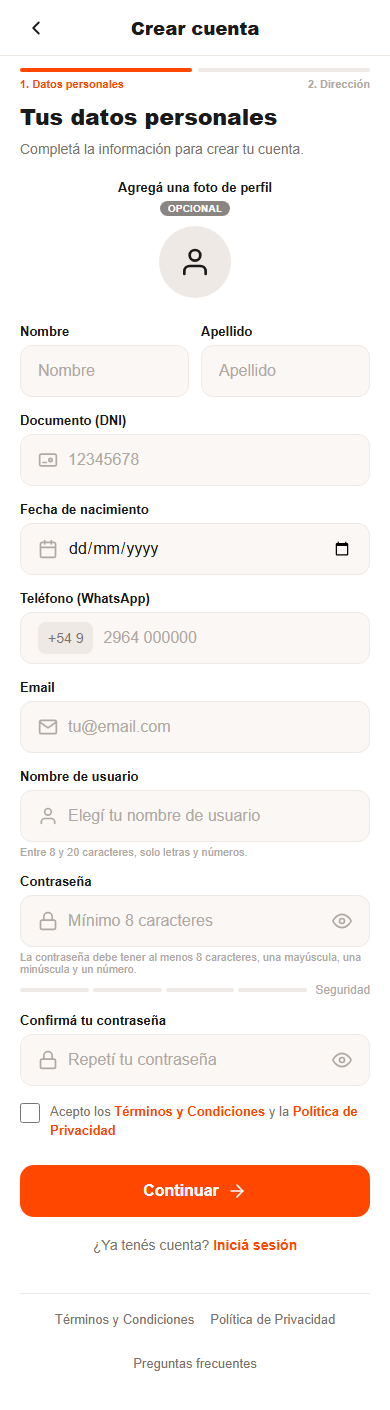 Crear cuenta
1. Datos personales
2. Dirección
Tus datos personales
Completá la información para crear tu cuenta.
Agregá una foto de perfil
OPCIONAL
Nombre
Apellido
Nombre
Apellido
Documento (DNI)
12345678
Fecha de nacimiento
dd/mm/yyyy
Teléfono (WhatsApp)
+54 9
2964 000000
Email
tu@email.com
Nombre de usuario
Elegí tu nombre de usuario
Entre 8 y 20 caracteres, solo letras y números.
Contraseña
Mínimo 8 caracteres
La contraseña debe tener al menos 8 caracteres, una mayúscula, una
minúscula y un número.
Seguridad
Confirmá tu contraseña
Repetí tu contraseña
Acepto los Términos y Condiciones y la Política de
Privacidad
Continuar
¿Ya tenés cuenta? Iniciá sesión
Términos y Condiciones
Política de Privacidad
Preguntas frecuentes